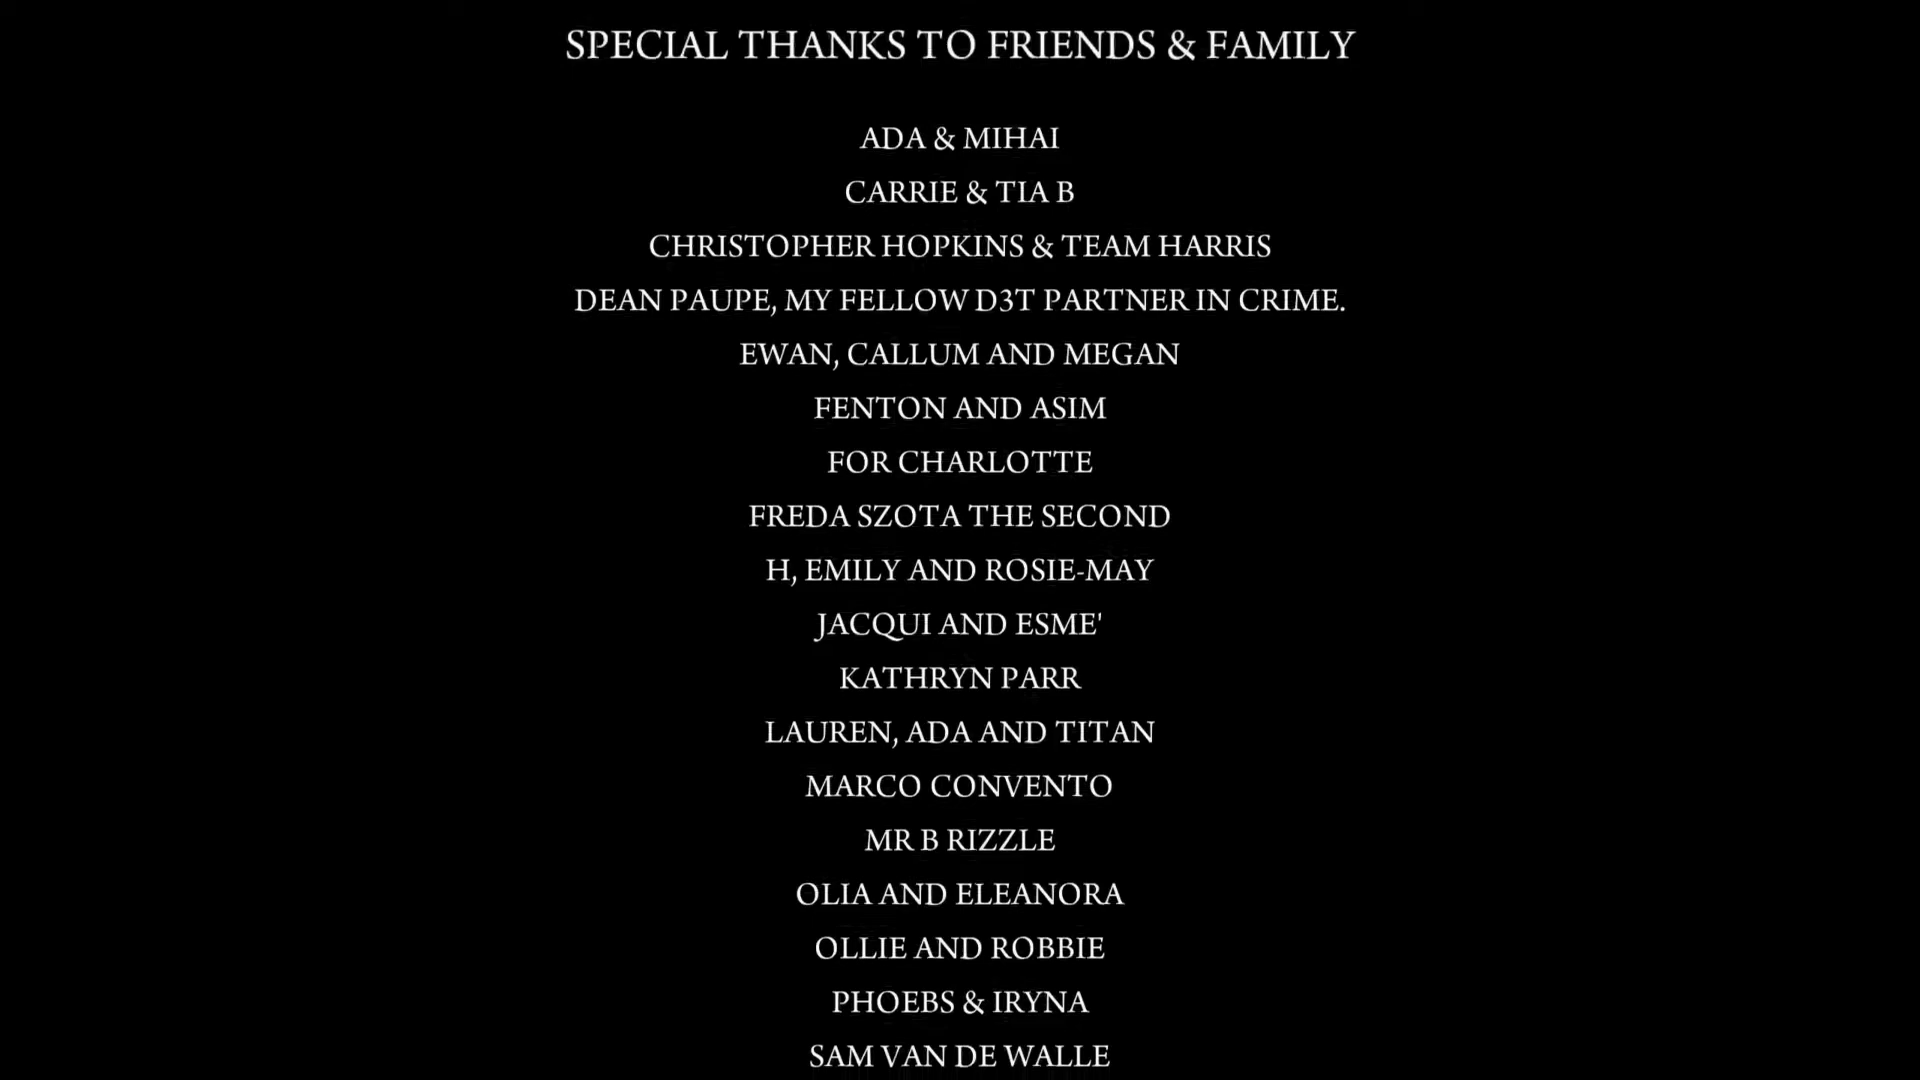 SPECIAL THANKS TO FRIENDS & FAMILY
ADA & MIHAI
CARRIE & TIA B
CHRISTOPHER HOPKINS & TEAM HARRIS
DEAN PAUPE, MY FELLOW D3T PARTNER IN CRIME.
EWAN, CALLUM AND MEGAN
FENTON AND ASIM
FOR CHARLOTTE
FREDA SZOTA THE SECOND
H, EMILY AND ROSIE-MAY
JACQUI AND ESME'
KATHRYN PARR
LAUREN, ADA AND TITAN
MARCO CONVENTO
MR B RIZZLE
OLIA AND ELEANORA
OLLIE AND ROBBIE
PHOEBS & IRYNA
SAM VAN DE WALLE